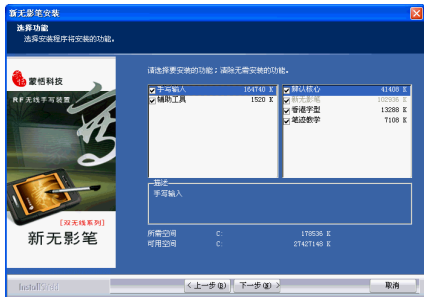 新无影笔安装
选择功能
选择安装程序将安装的功能。
蒙恬科技
RF无线手写装置
请选择要安装的功能；清除无需安装的功能。
手写输入 164740 K
辅助工具 1520 K
辨认核心 41408 K
新无影笔 102936 K
香港字型 13288 K
笔迹教学 7108 K
描述
手写输入
所需空间 C: 178536 K
可用空间 C: 27427148 K
[双无线系列]
新无影笔
InstallShield
< 上一步(B)
下一步(N) >
取消